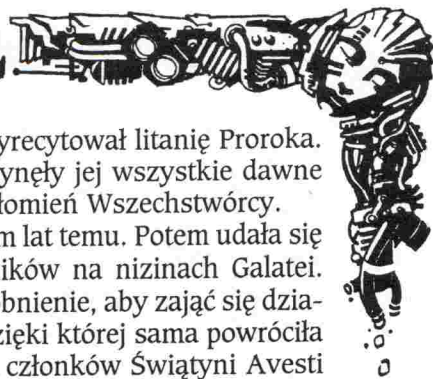 yrecytował litanię Proroka.
ynęły jej wszystkie dawne
łomień Wszechstwórcy.
m lat temu. Potem udała się
ików na nizinach Galatei.
obnienie, aby zająć się dzia-
zięki której sama powróciła
członków Świątyni Avesti